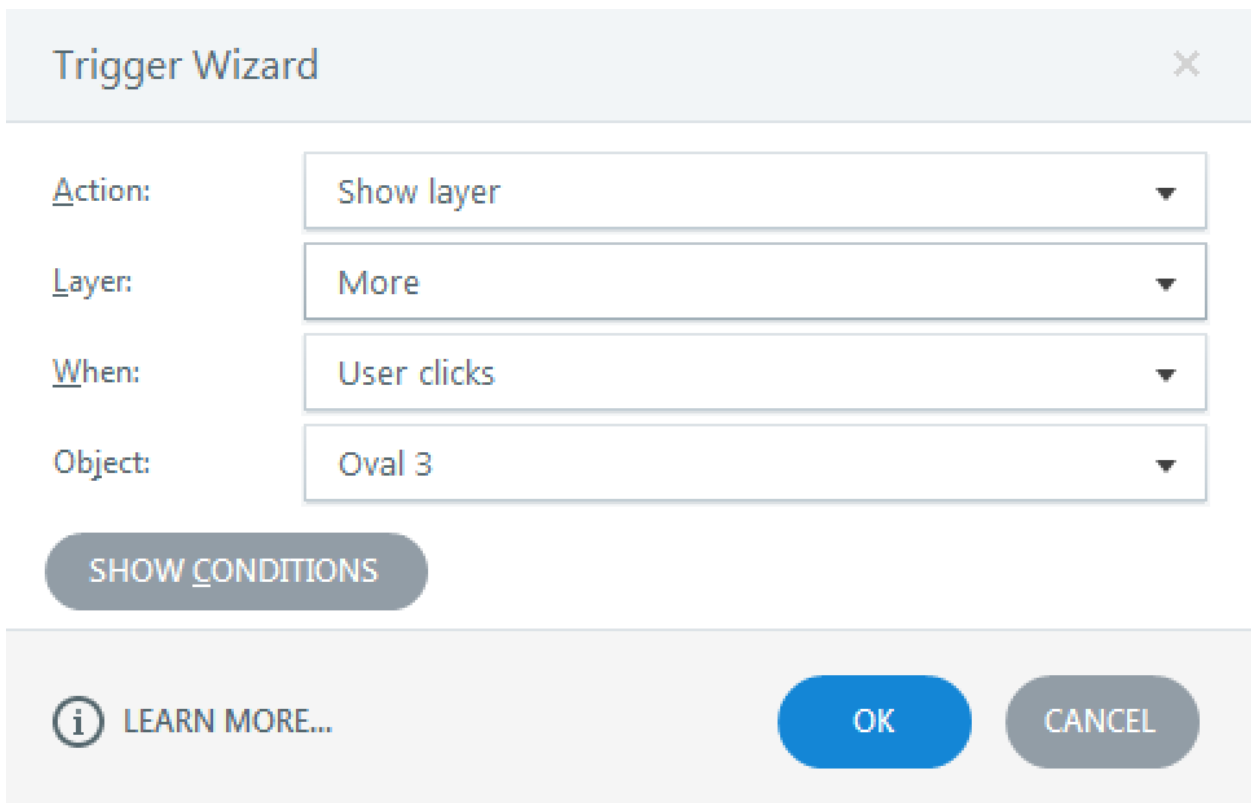 Trigger Wizard
Action: Show layer
Layer: More
When: User clicks
Object: Oval 3
SHOW CONDITIONS
LEARN MORE... OK CANCEL